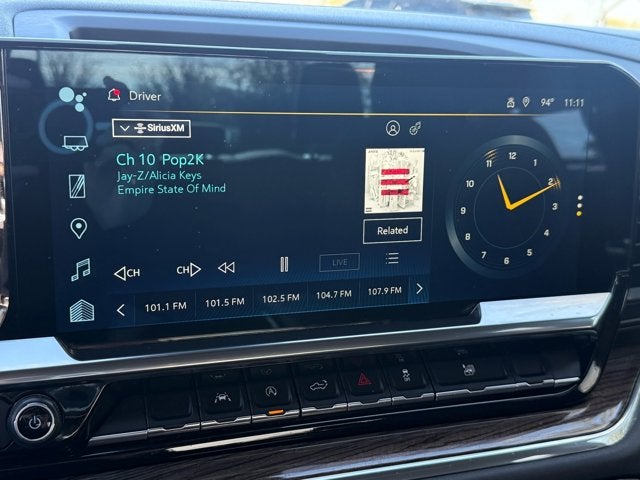 Driver
94° 11:11
SiriusXM
Ch 10 Pop2K
Jay-Z/Alicia Keys
Empire State Of Mind
Related
CH
CH
LIVE
101.1 FM
101.5 FM
102.5 FM
104.7 FM
107.9 FM
12
1
2
3
4
5
6
7
8
9
10
11